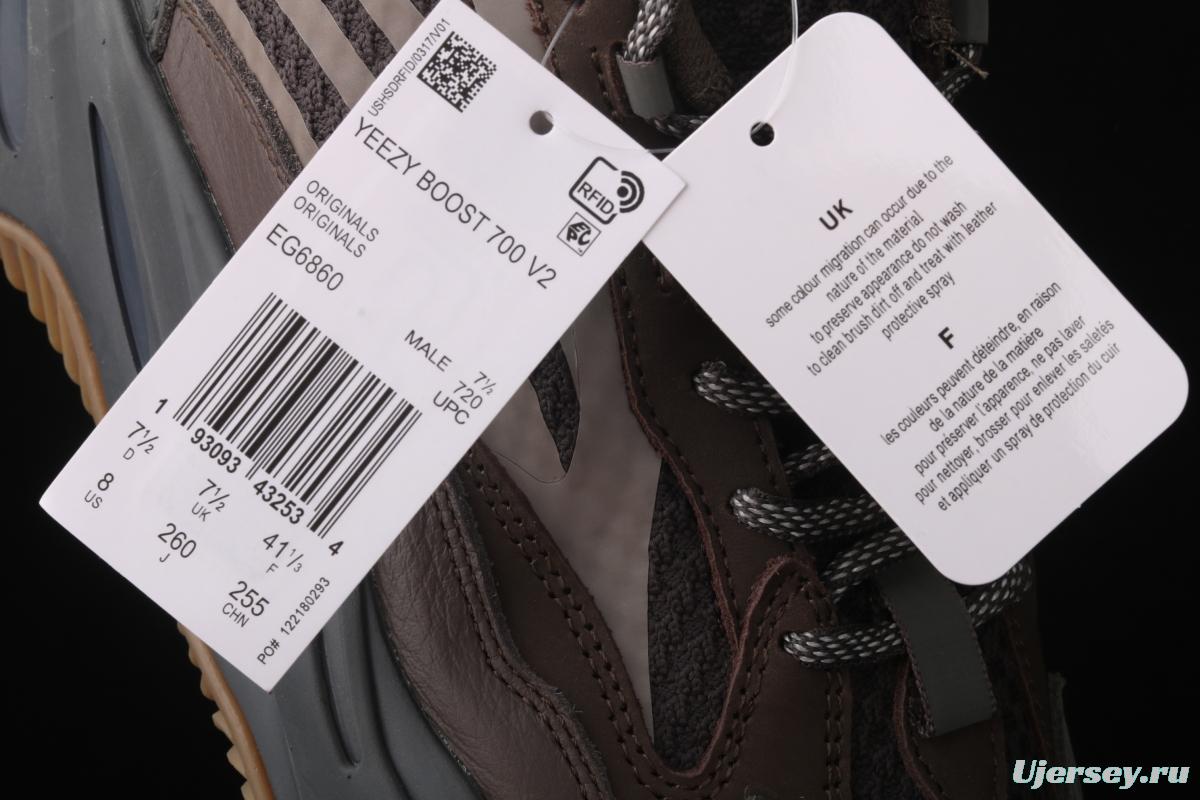 USHSDRFID/0317/V01
YEEZY BOOST 700 V2
RFID
EPC
ORIGINALS
ORIGINALS
EG6860
MALE 7½
720
UPC
1 93093 43253 4
7½ D
8 US
7½ UK
260 J
41⅓ F
255 CHN
PO# 122180293
UK
some colour migration can occur due to the
nature of the material
to preserve appearance do not wash
to clean brush dirt off and treat with leather
protective spray
F
les couleurs peuvent déteindre, en raison
de la nature de la matière
pour préserver l'apparence, ne pas laver
pour nettoyer, brosser pour enlever les saletés
et appliquer un spray de protection du cuir
Ujersey.ru